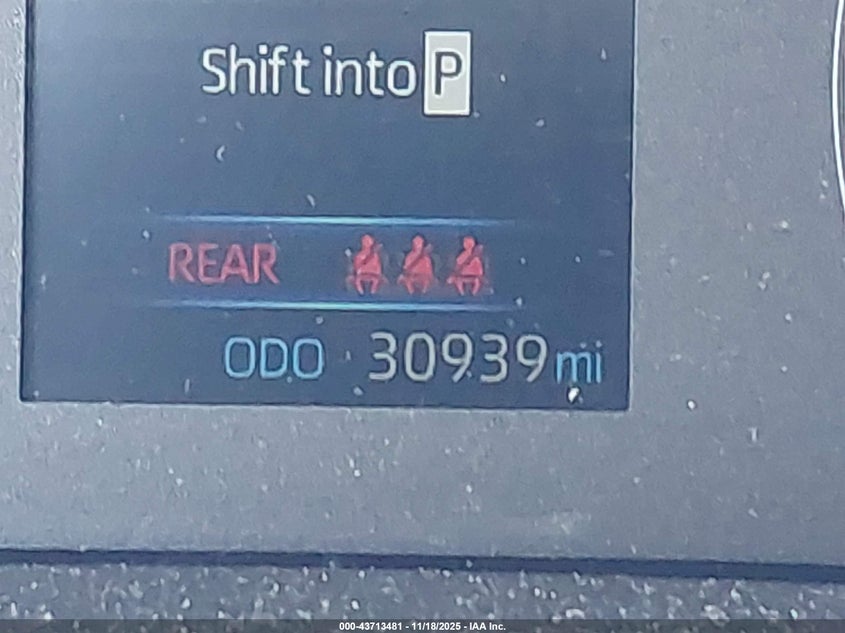 Shift into P
REAR
ODO 30939 mi
000-43713481 - 11/18/2025 - IAA Inc.